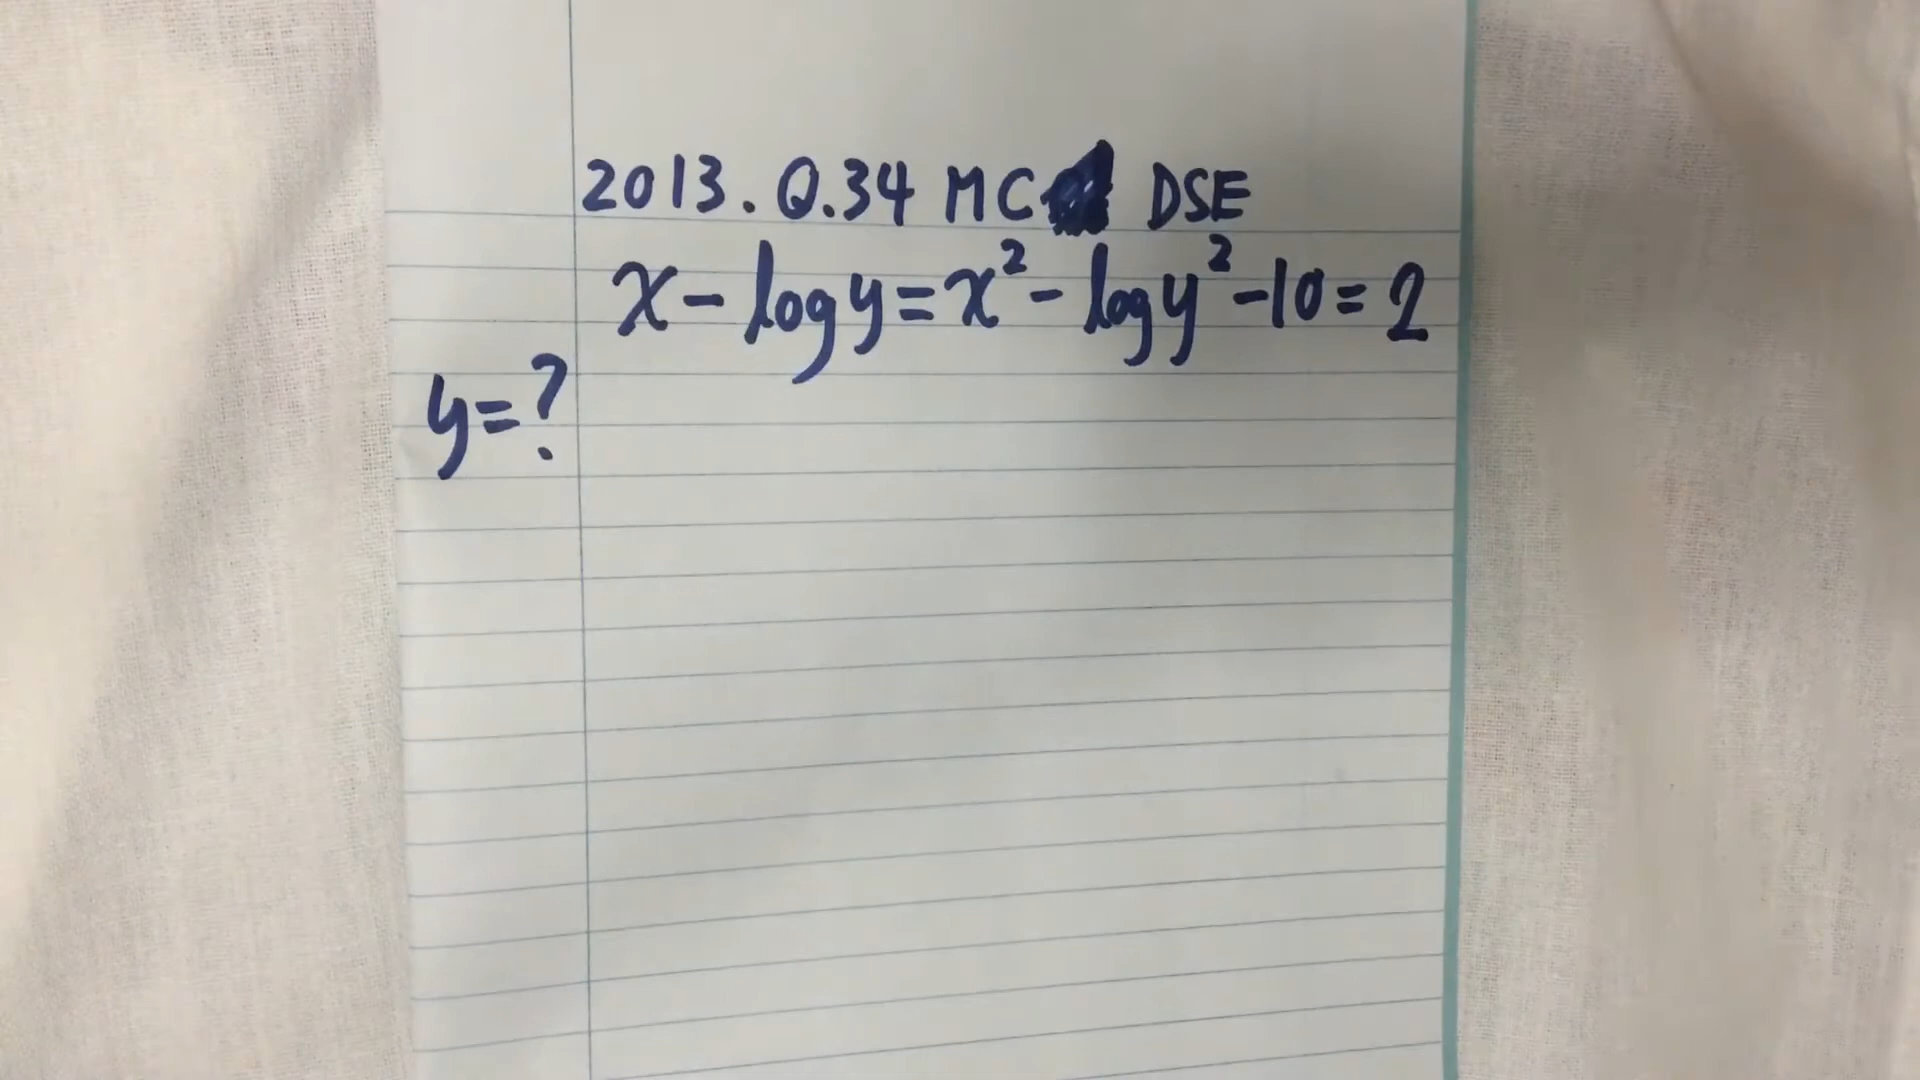 2013. Q.34 MC DSE
x - log y = x² - log y² - 10 = 2
y = ?